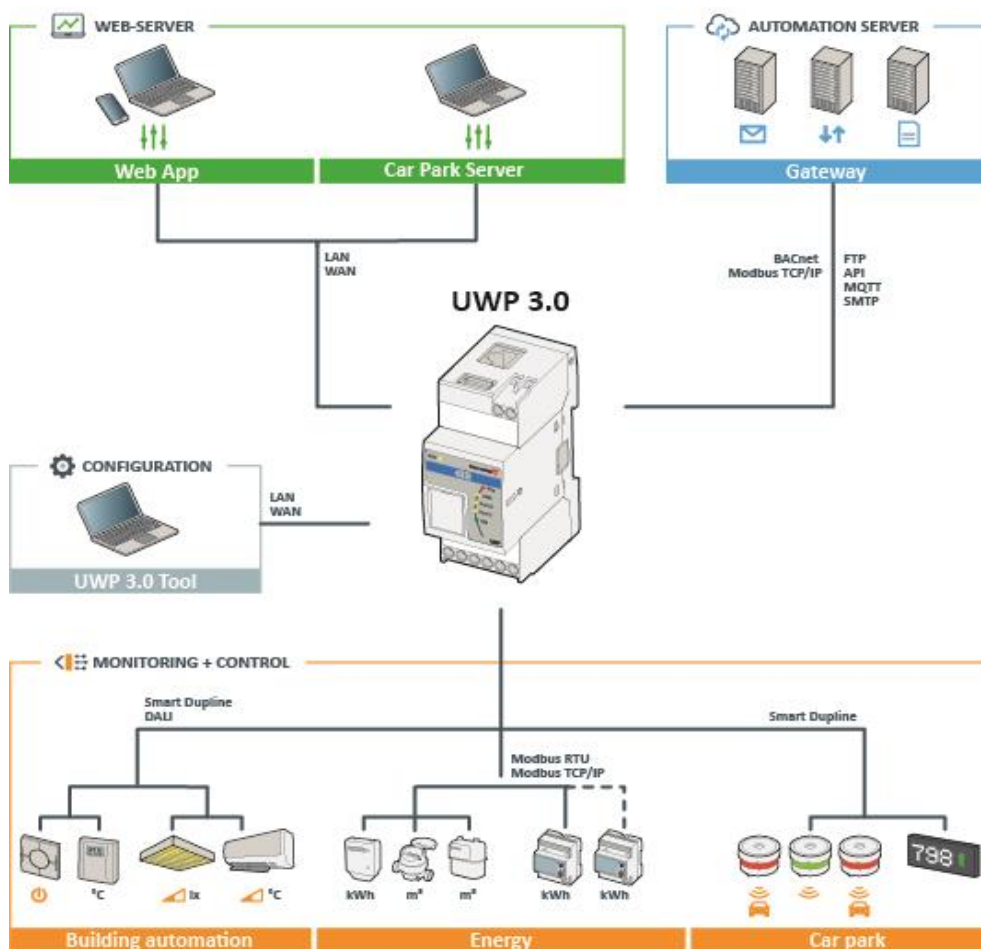 WEB-SERVER
AUTOMATION SERVER
Web App
Car Park Server
Gateway
LAN
WAN
BACnet
Modbus TCP/IP
FTP
API
MQTT
SMTP
UWP 3.0
CONFIGURATION
LAN
WAN
UWP 3.0 Tool
MONITORING + CONTROL
Smart Dupline
DALI
Smart Dupline
Modbus RTU
Modbus TCP/IP
798
°C
lx
°C
kWh
m³
m³
kWh
kWh
Building automation
Energy
Car park